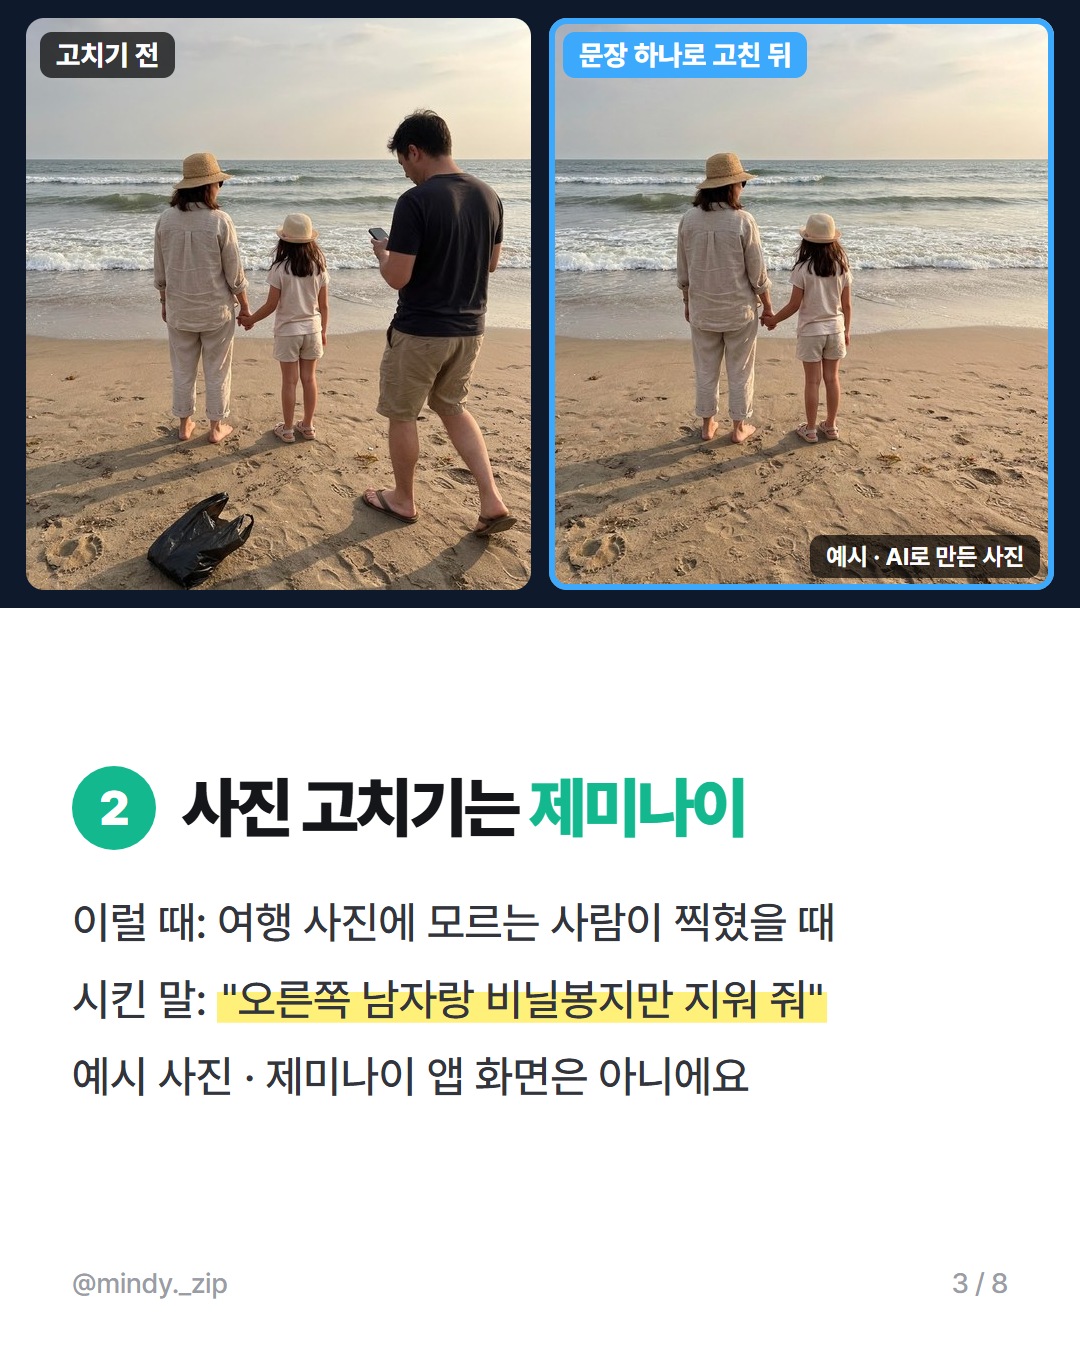 고치기 전
문장 하나로 고친 뒤
예시 · AI로 만든 사진
2 사진 고치기는 제미나이
이럴 때: 여행 사진에 모르는 사람이 찍혔을 때
시킨 말: "오른쪽 남자랑 비닐봉지만 지워 줘"
예시 사진 · 제미나이 앱 화면은 아니에요
@mindy._zip
3 / 8